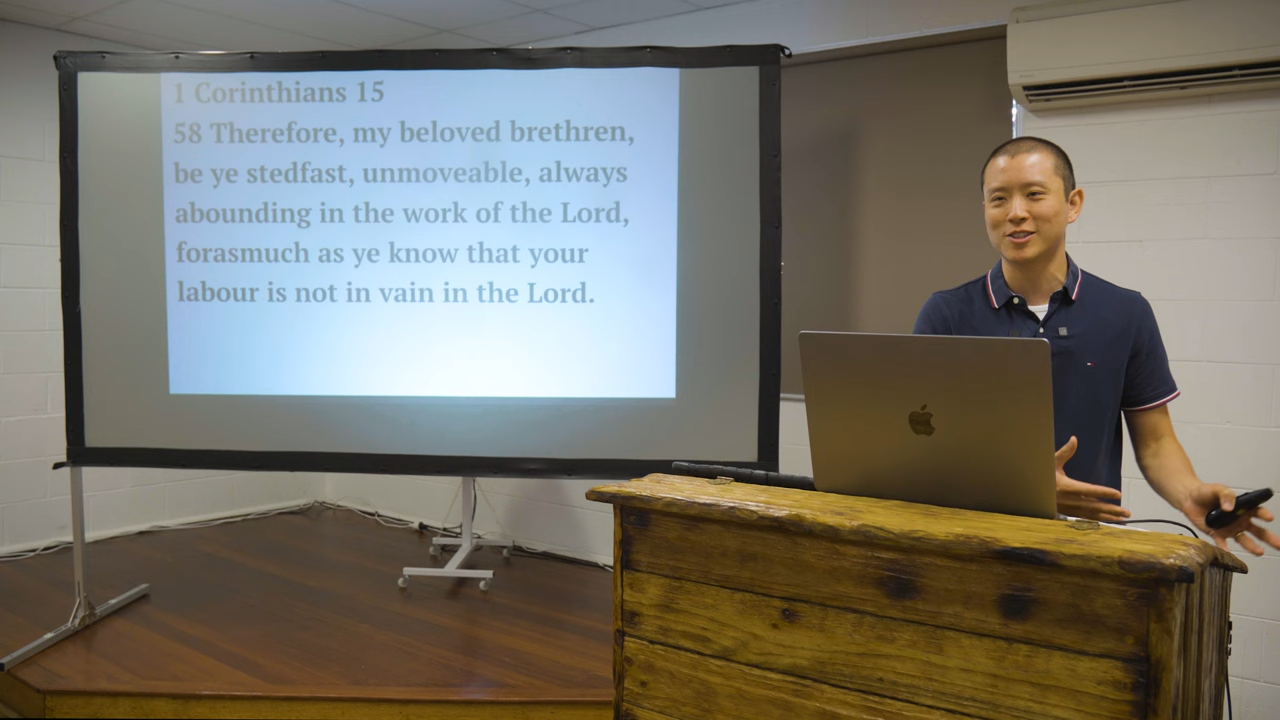 1 Corinthians 15
58 Therefore, my beloved brethren,
be ye stedfast, unmoveable, always
abounding in the work of the Lord,
forasmuch as ye know that your
labour is not in vain in the Lord.